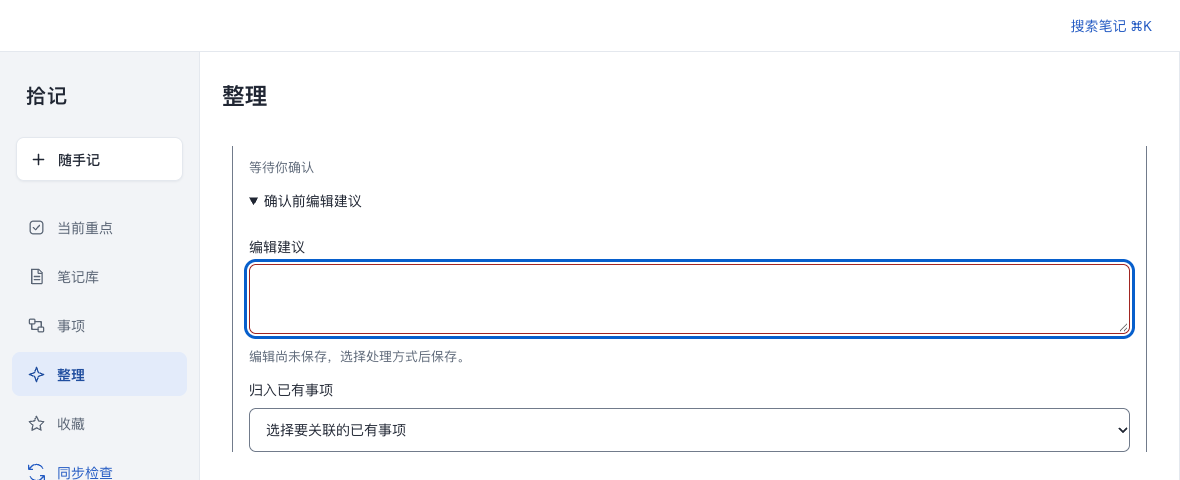 搜索笔记 ⌘K
拾记
随手记
当前重点
笔记库
事项
整理
收藏
同步检查
整理
等待你确认
▼ 确认前编辑建议
编辑建议
编辑尚未保存，选择处理方式后保存。
归入已有事项
选择要关联的已有事项